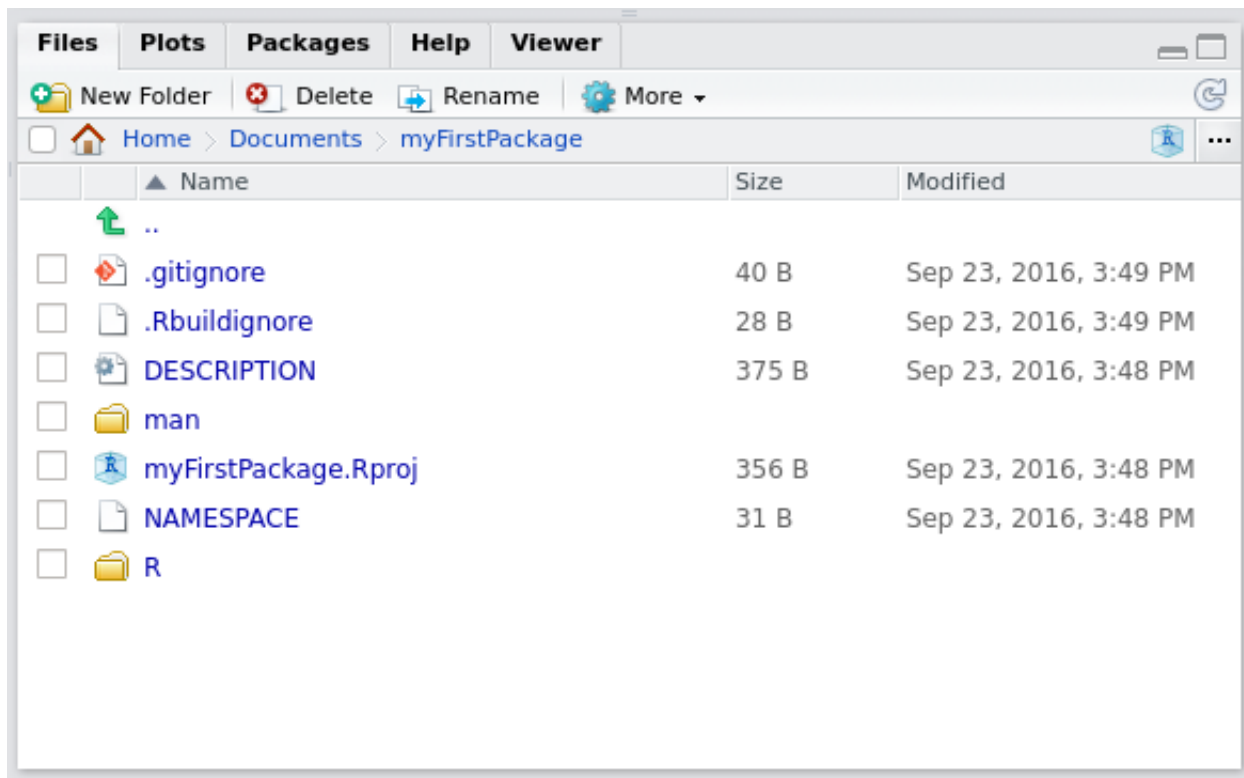 Files Plots Packages Help Viewer
New Folder Delete Rename More
Home Documents myFirstPackage ...
Name Size Modified
..
.gitignore 40 B Sep 23, 2016, 3:49 PM
.Rbuildignore 28 B Sep 23, 2016, 3:49 PM
DESCRIPTION 375 B Sep 23, 2016, 3:48 PM
man
myFirstPackage.Rproj 356 B Sep 23, 2016, 3:48 PM
NAMESPACE 31 B Sep 23, 2016, 3:48 PM
R